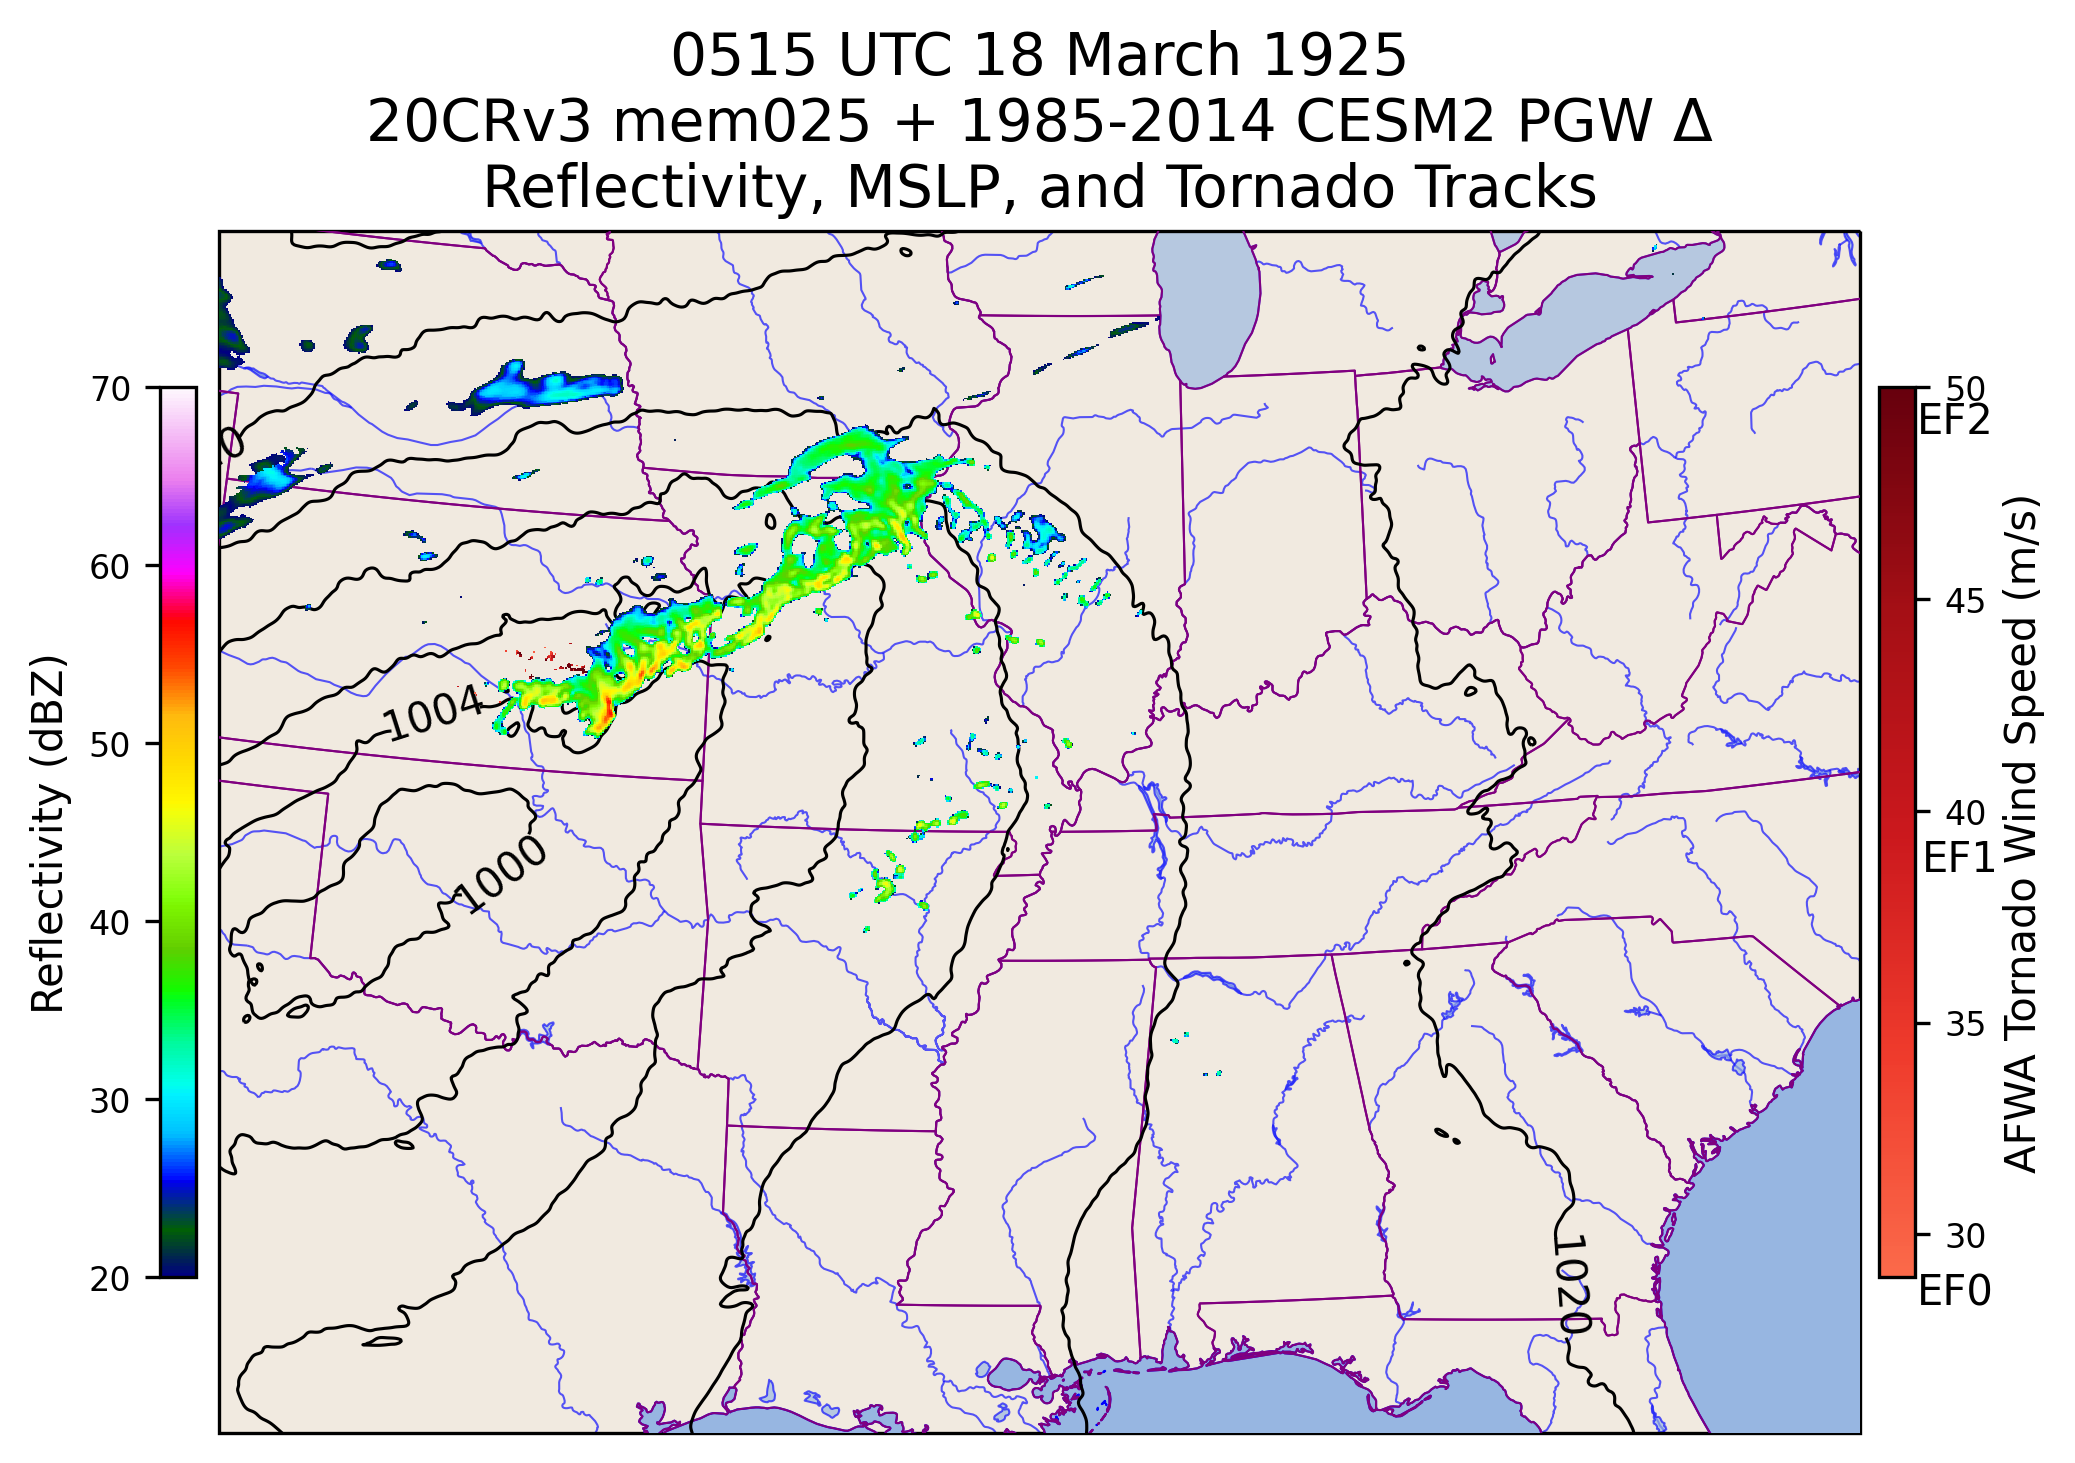 0515 UTC 18 March 1925
20CRv3 mem025 + 1985-2014 CESM2 PGW Δ
Reflectivity, MSLP, and Tornado Tracks
Reflectivity (dBZ)
70
60
50
40
30
20
0
1004
1000
1020
50
EF2
45
40
EF1
35
30
EF0
AFWA Tornado Wind Speed (m/s)